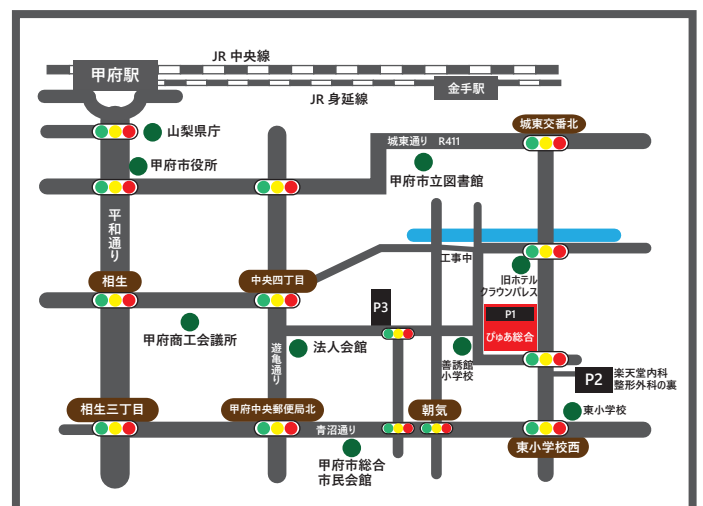 JR 中央線
甲府駅
金手駅
JR 身延線
山梨県庁
城東交番北
城東通り R411
甲府市役所
甲府市立図書館
平和通り
工事中
相生
中央四丁目
旧ホテル
クラウンパレス
P3
P1
ぴゅあ総合
甲府商工会議所
遊亀通り
法人会館
善誘館
小学校
P2
楽天堂内科
整形外科の裏
相生三丁目
甲府中央郵便局北
朝気
東小学校
青沼通り
東小学校西
甲府市総合
市民会館